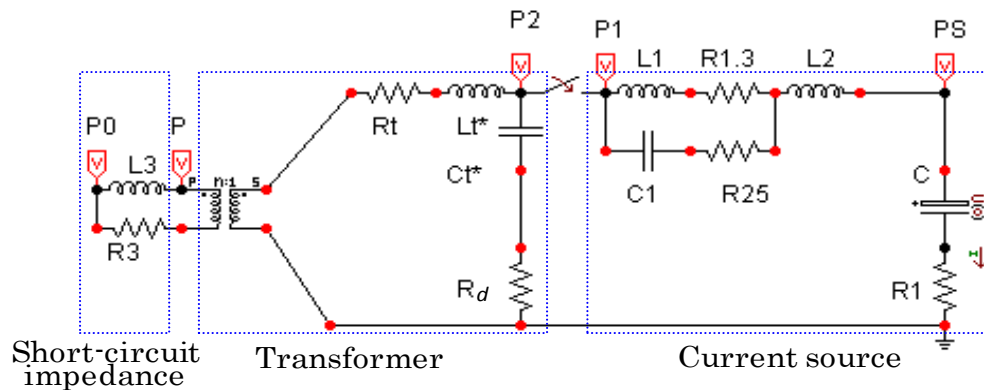 P2 P1 PS
L1 R1.3 L2
P0 P Rt Lt*
L3 P n:1 S Ct* C1 R25 C
R3
V V V V V
+
I
Rd R1
Short-circuit impedance
Transformer
Current source